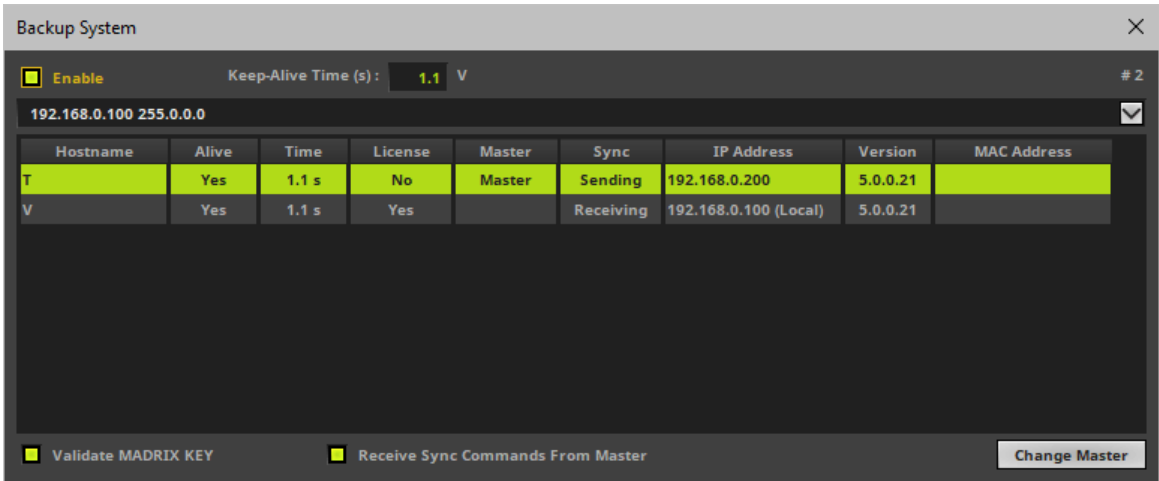 Backup System
Enable Keep-Alive Time (s) : 1.1 V # 2
192.168.0.100 255.0.0.0
Hostname Alive Time License Master Sync IP Address Version MAC Address
T Yes 1.1 s No Master Sending 192.168.0.200 5.0.0.21
V Yes 1.1 s Yes Receiving 192.168.0.100 (Local) 5.0.0.21
Validate MADRIX KEY Receive Sync Commands From Master Change Master